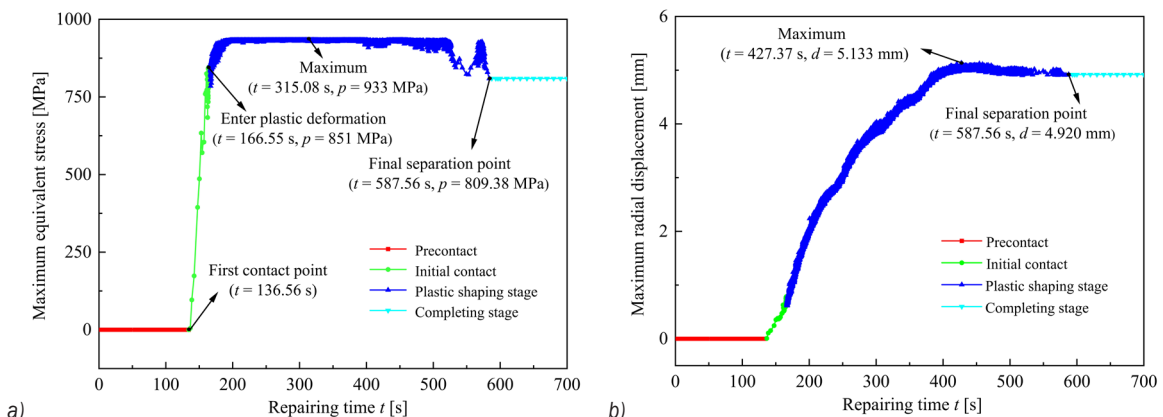 1000
750
500
250
0
Maximum equivalent stress [MPa]
Maximum
(t = 315.08 s, p = 933 MPa)
Enter plastic deformation
(t = 166.55 s, p = 851 MPa)
Final separation point
(t = 587.56 s, p = 809.38 MPa)
First contact point
(t = 136.56 s)
Precontact
Initial contact
Plastic shaping stage
Completing stage
0 100 200 300 400 500 600 700
Repairing time t [s]
a)
6
4
2
0
Maximum radial displacement [mm]
Maximum
(t = 427.37 s, d = 5.133 mm)
Final separation point
(t = 587.56 s, d = 4.920 mm)
Precontact
Initial contact
Plastic shaping stage
Completing stage
0 100 200 300 400 500 600 700
Repairing time t [s]
b)